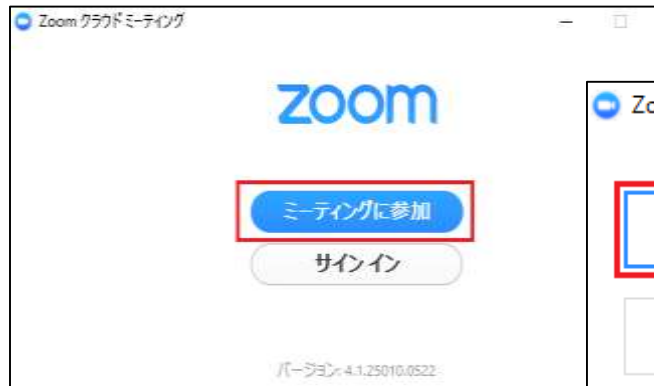 Zoom クラウド ミーティング
zoom
Zo
ミーティングに参加
サイン イン
バージョン: 4.1.25010.0522